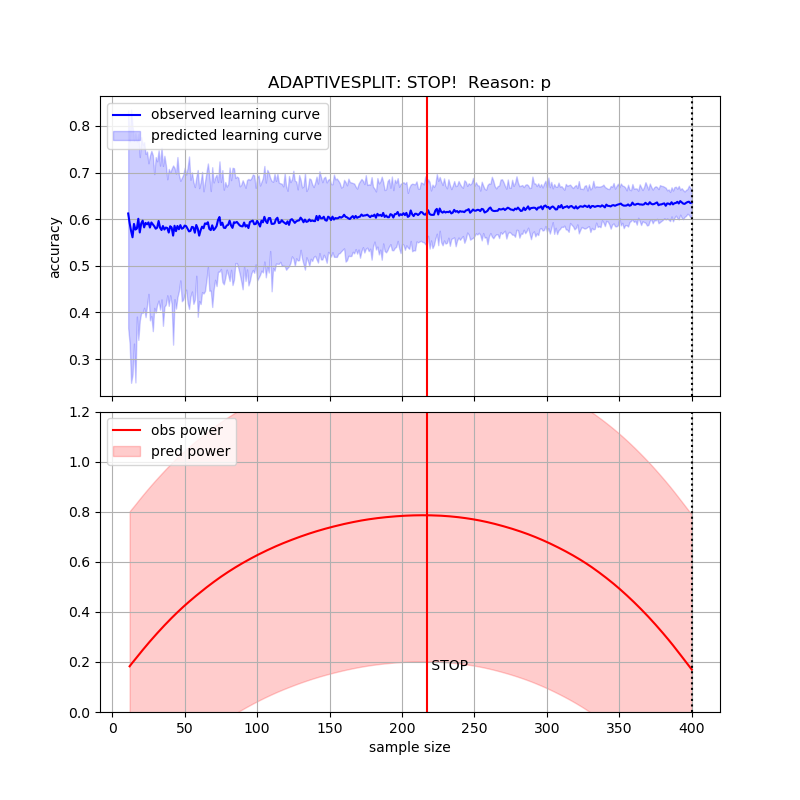 ADAPTIVESPLIT: STOP!  Reason: p
observed learning curve
predicted learning curve
accuracy
0.8
0.7
0.6
0.5
0.4
0.3
obs power
pred power
1.2
1.0
0.8
0.6
0.4
0.2
0.0
STOP
0 50 100 150 200 250 300 350 400
sample size